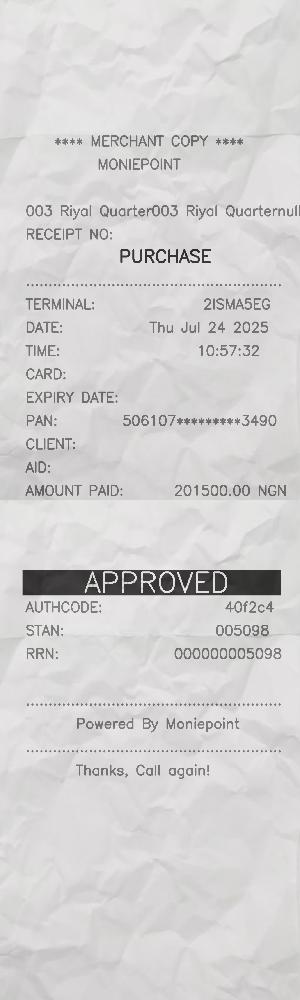 **** MERCHANT COPY ****
MONIEPOINT
003 Riyal Quarter003 Riyal Quarternull
RECEIPT NO:
PURCHASE
TERMINAL: 2ISMA5EG
DATE: Thu Jul 24 2025
TIME: 10:57:32
CARD:
EXPIRY DATE:
PAN: 506107*********3490
CLIENT:
AID:
AMOUNT PAID: 201500.00 NGN
APPROVED
AUTHCODE: 40f2c4
STAN: 005098
RRN: 000000005098
Powered By Moniepoint
Thanks, Call again!